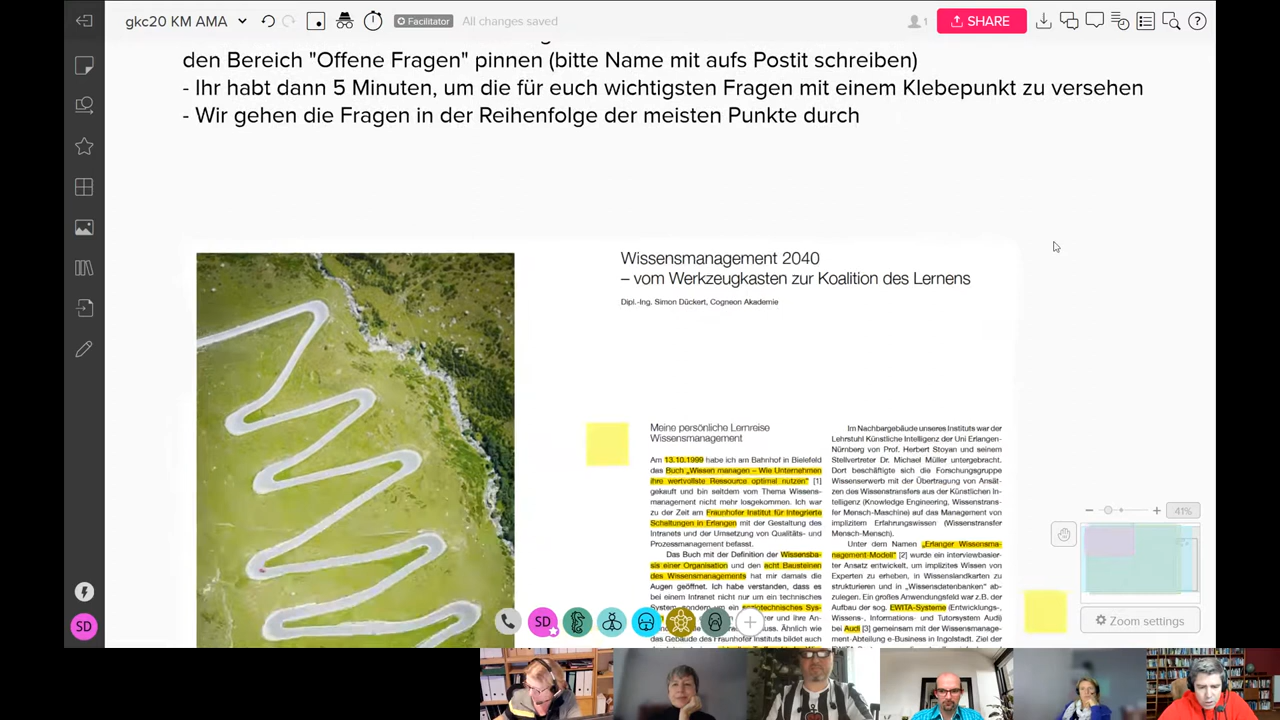 gkc20 KM AMA
Facilitator
All changes saved
1
SHARE
?
den Bereich "Offene Fragen" pinnen (bitte Name mit aufs Postit schreiben)
- Ihr habt dann 5 Minuten, um die für euch wichtigsten Fragen mit einem Klebepunkt zu versehen
- Wir gehen die Fragen in der Reihenfolge der meisten Punkte durch
Wissensmanagement 2040
– vom Werkzeugkasten zur Koalition des Lernens
Dipl.-Ing. Simon Dückert, Cogneon Akademie
Meine persönliche Lernreise
Wissensmanagement
Am 13.10.1999 habe ich am Bahnhof in Bielefeld
das Buch „Wissen managen – Wie Unternehmen
ihre wertvollste Ressource optimal nutzen" [1]
gekauft und bin seitdem vom Thema Wissens-
management nicht mehr losgekommen. Ich war
zu der Zeit am Fraunhofer Institut für Integrierte
Schaltungen in Erlangen mit der Gestaltung des
Intranets und der Umsetzung von Qualitäts- und
Prozessmanagement befasst.
Das Buch mit der Definition der Wissensba-
sis einer Organisation und den acht Bausteinen
des Wissensmanagements hat mir damals die
Augen geöffnet. Ich habe verstanden, dass es
bei einem Intranet nicht nur um ein technisches
System, sondern um ein soziotechnisches Sys-
Im Nachbargebäude unseres Instituts war der
Lehrstuhl Künstliche Intelligenz der Uni Erlangen-
Nürnberg von Prof. Herbert Stoyan und seinem
Stellvertreter Dr. Michael Müller untergebracht.
Dort beschäftigte sich die Forschungsgruppe
Wissenserwerb mit der Übertragung von Ansät-
zen des Wissenstransfers aus der Künstlichen In-
telligenz (Knowledge Engineering, Wissenstrans-
fer Mensch-Maschine) auf das Management von
implizitem Erfahrungswissen (Wissenstransfer
Mensch-Mensch).
Unter dem Namen „Erlanger Wissensma-
nagement-Modell" [2] wurde ein interviewbasier-
ter Ansatz entwickelt, um implizites Wissen von
Experten zu erheben, in Wissenslandkarten zu
strukturieren und in „Wissensdatenbanken" ab-
zulegen. Ein großes Anwendungsfeld war z.B. der
Aufbau der sog. EWITA-Systeme (Entwicklungs-,
Wissens-, Informations- und Tutorsystem Audi)
bei Audi [3] gemeinsam mit der Wissensmanage-
ment-Abteilung e-Business in Ingolstadt. Ziel der
41%
Zoom settings
SD
SD